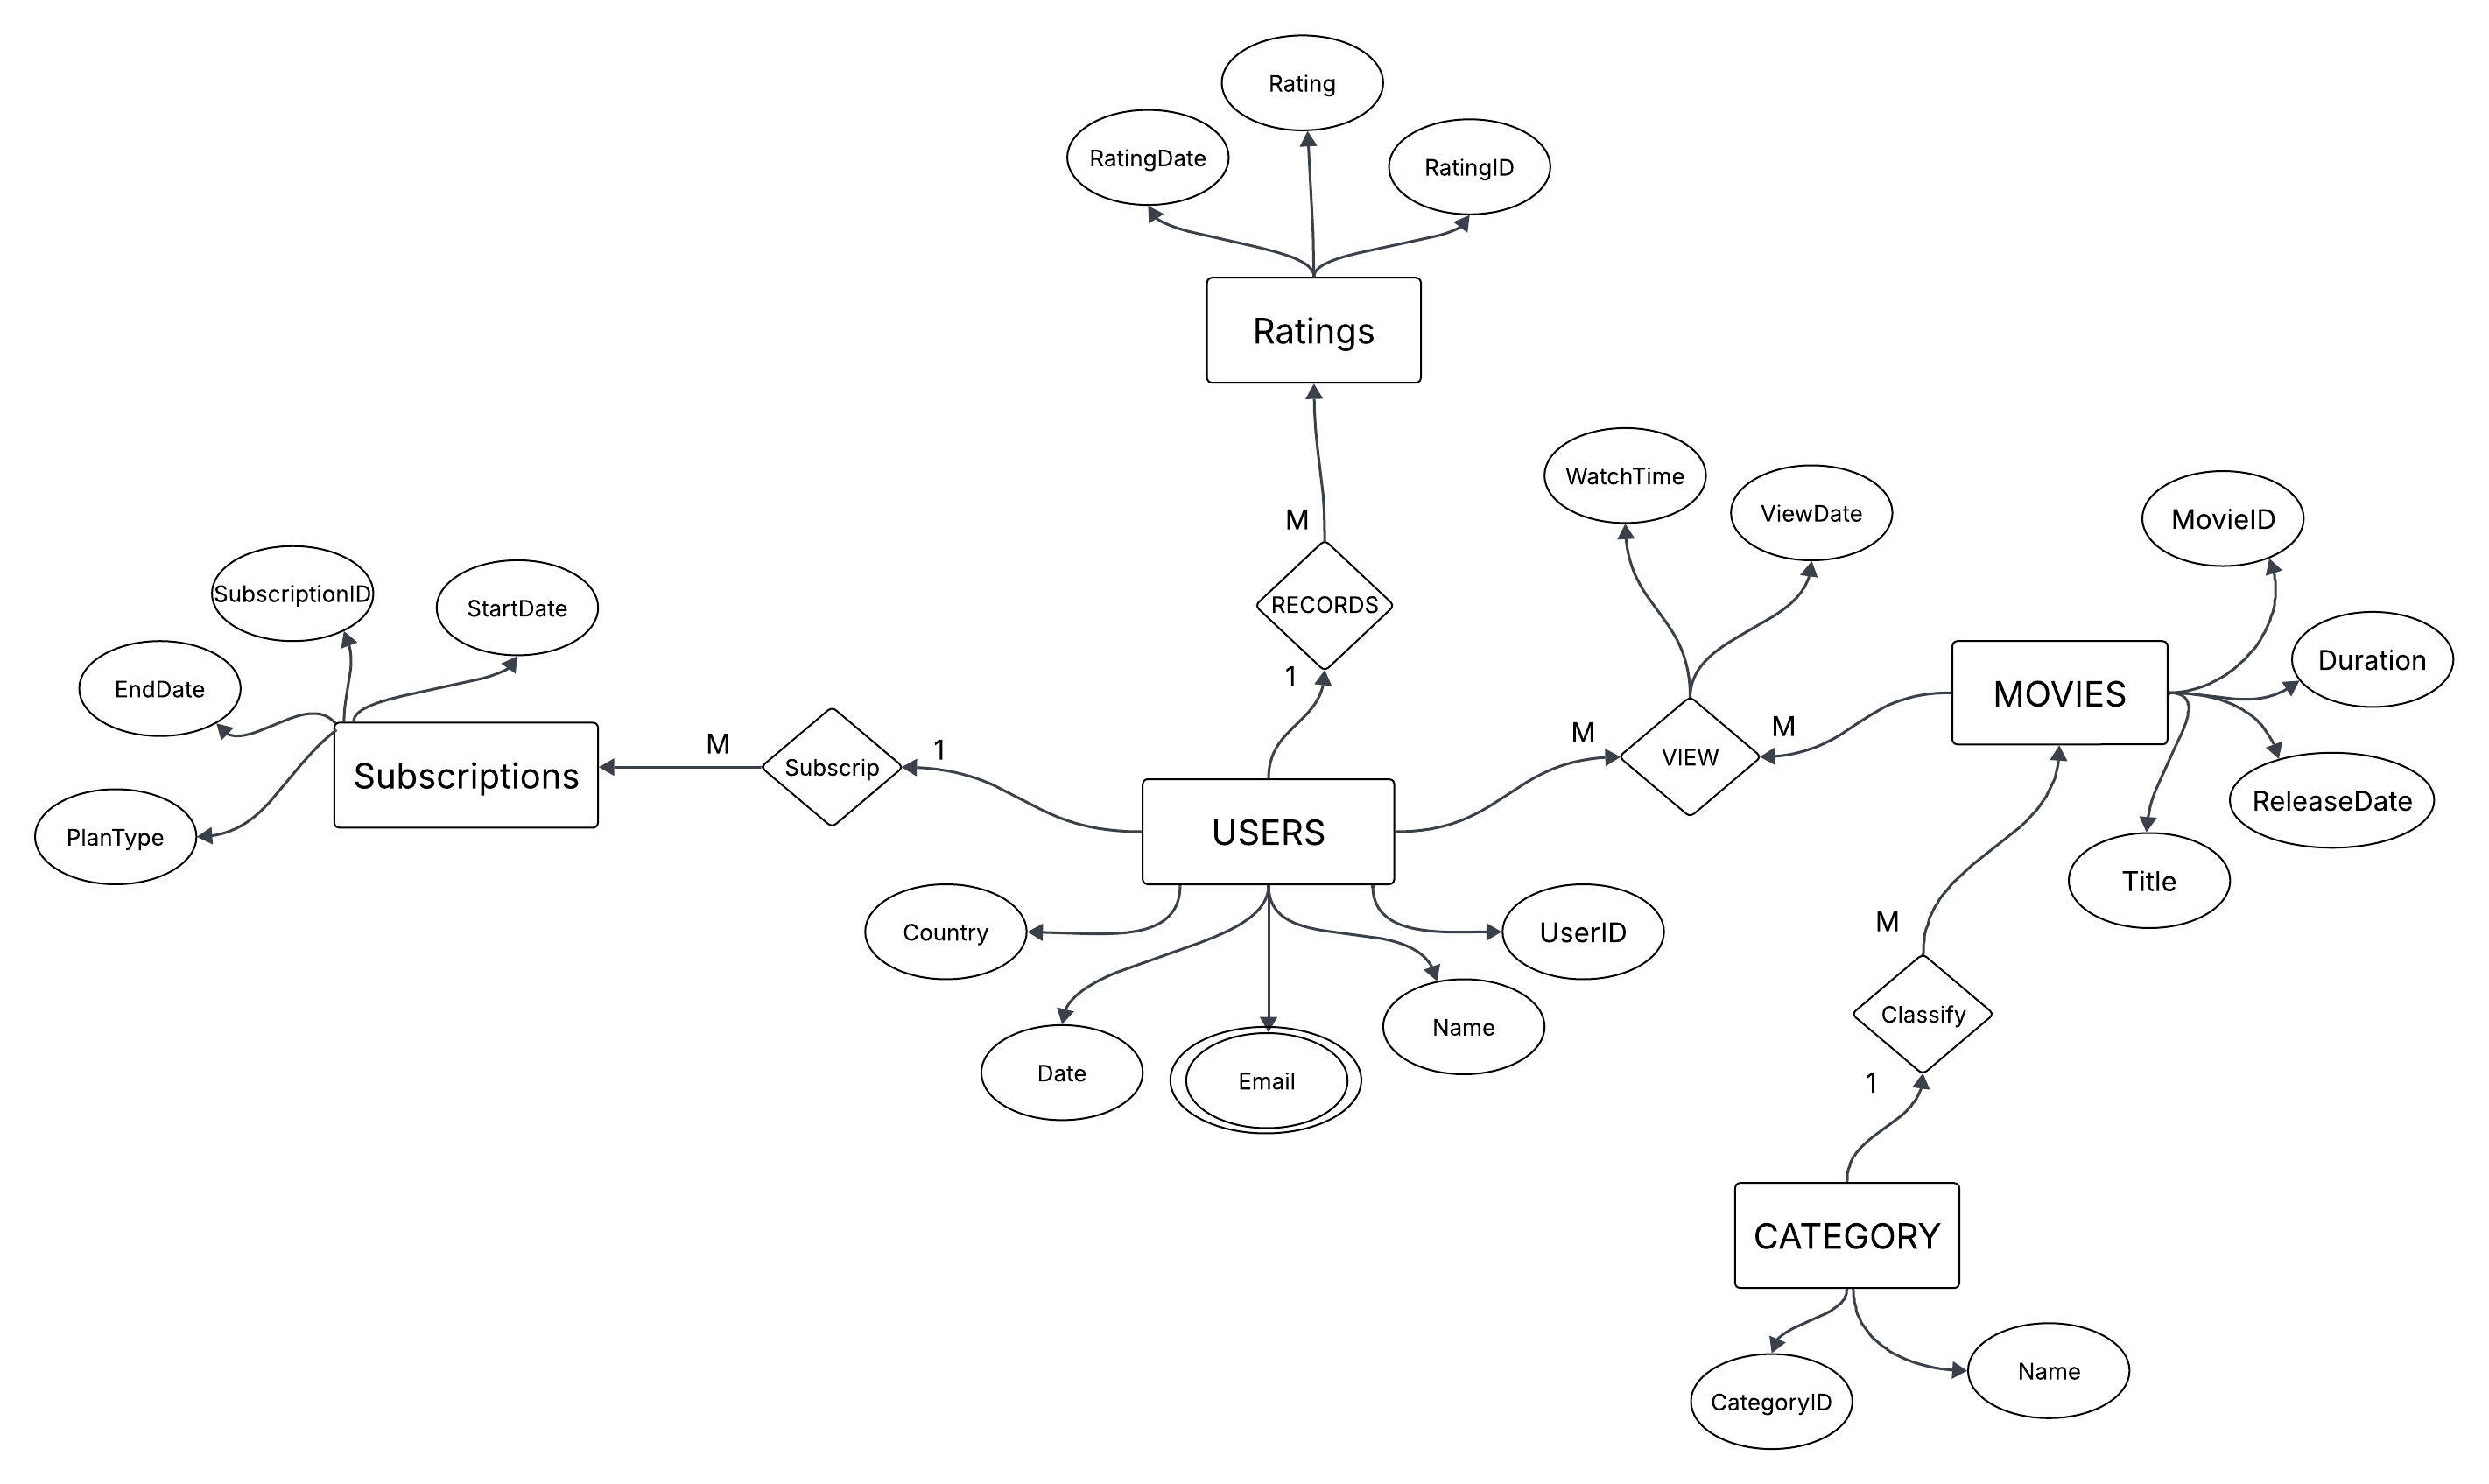 Rating
RatingDate
RatingID
Ratings
WatchTime
ViewDate
MovieID
M
RECORDS
SubscriptionID
StartDate
EndDate
Duration
1
MOVIES
M
M
M
1
VIEW
Subscrip
Subscriptions
ReleaseDate
PlanType
USERS
Title
Country
UserID
M
Name
Date
Email
Classify
1
CATEGORY
Name
CategoryID